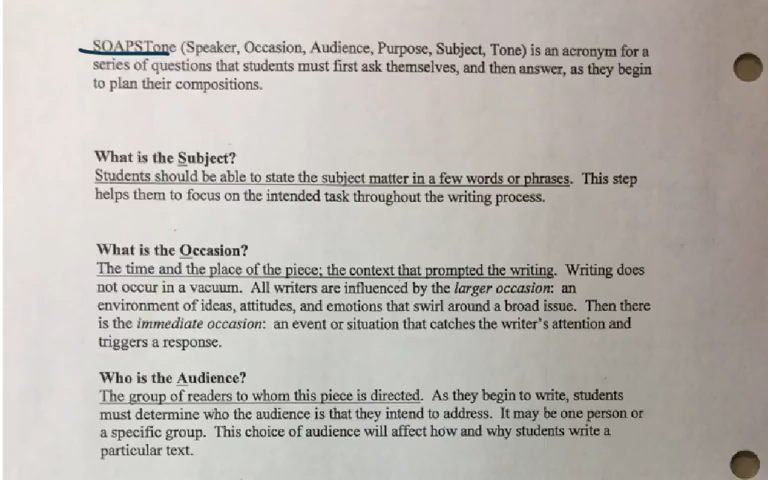 SOAPSTone (Speaker, Occasion, Audience, Purpose, Subject, Tone) is an acronym for a
series of questions that students must first ask themselves, and then answer, as they begin
to plan their compositions.
What is the Subject?
Students should be able to state the subject matter in a few words or phrases. This step
helps them to focus on the intended task throughout the writing process.
What is the Occasion?
The time and the place of the piece; the context that prompted the writing. Writing does
not occur in a vacuum. All writers are influenced by the larger occasion: an
environment of ideas, attitudes, and emotions that swirl around a broad issue. Then there
is the immediate occasion: an event or situation that catches the writer's attention and
triggers a response.
Who is the Audience?
The group of readers to whom this piece is directed. As they begin to write, students
must determine who the audience is that they intend to address. It may be one person or
a specific group. This choice of audience will affect how and why students write a
particular text.